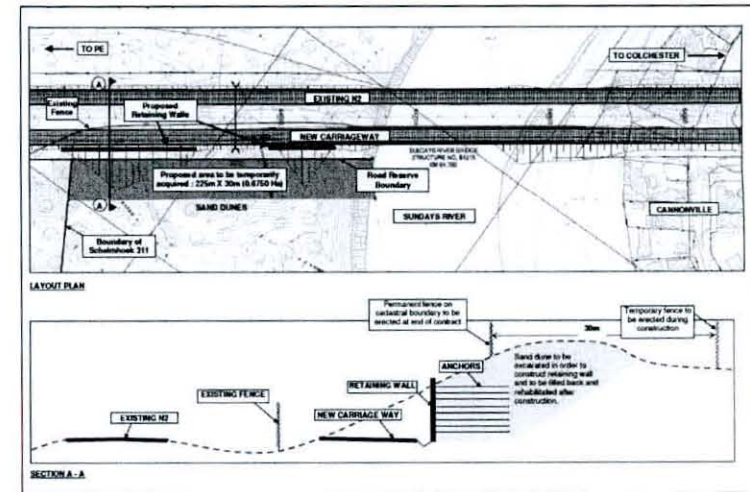 TO PE
TO COLCHESTER
A
EXISTING N2
Existing
Fence
Proposed
Retaining Walls
NEW CARRIAGEWAY
SUNDAYS RIVER BRIDGE
STRUCTURE NO.
Proposed area to be temporarily
acquired : 225m X 30m (0.6750 Ha)
Road Reserve
Boundary
A
SAND DUNES
SUNDAYS RIVER
CANNONVILLE
Boundary of
211
LAYOUT PLAN
Permanent fence on
cadastral boundary to be
erected at end of contract
Temporary fence to
be erected during
construction
30m
ANCHORS
Sand dune to be
excavated in order to
construct retaining wall
and to be filled back and
rehabilitated after
construction.
RETAINING WALL
EXISTING FENCE
EXISTING N2
NEW CARRIAGE WAY
SECTION A - A